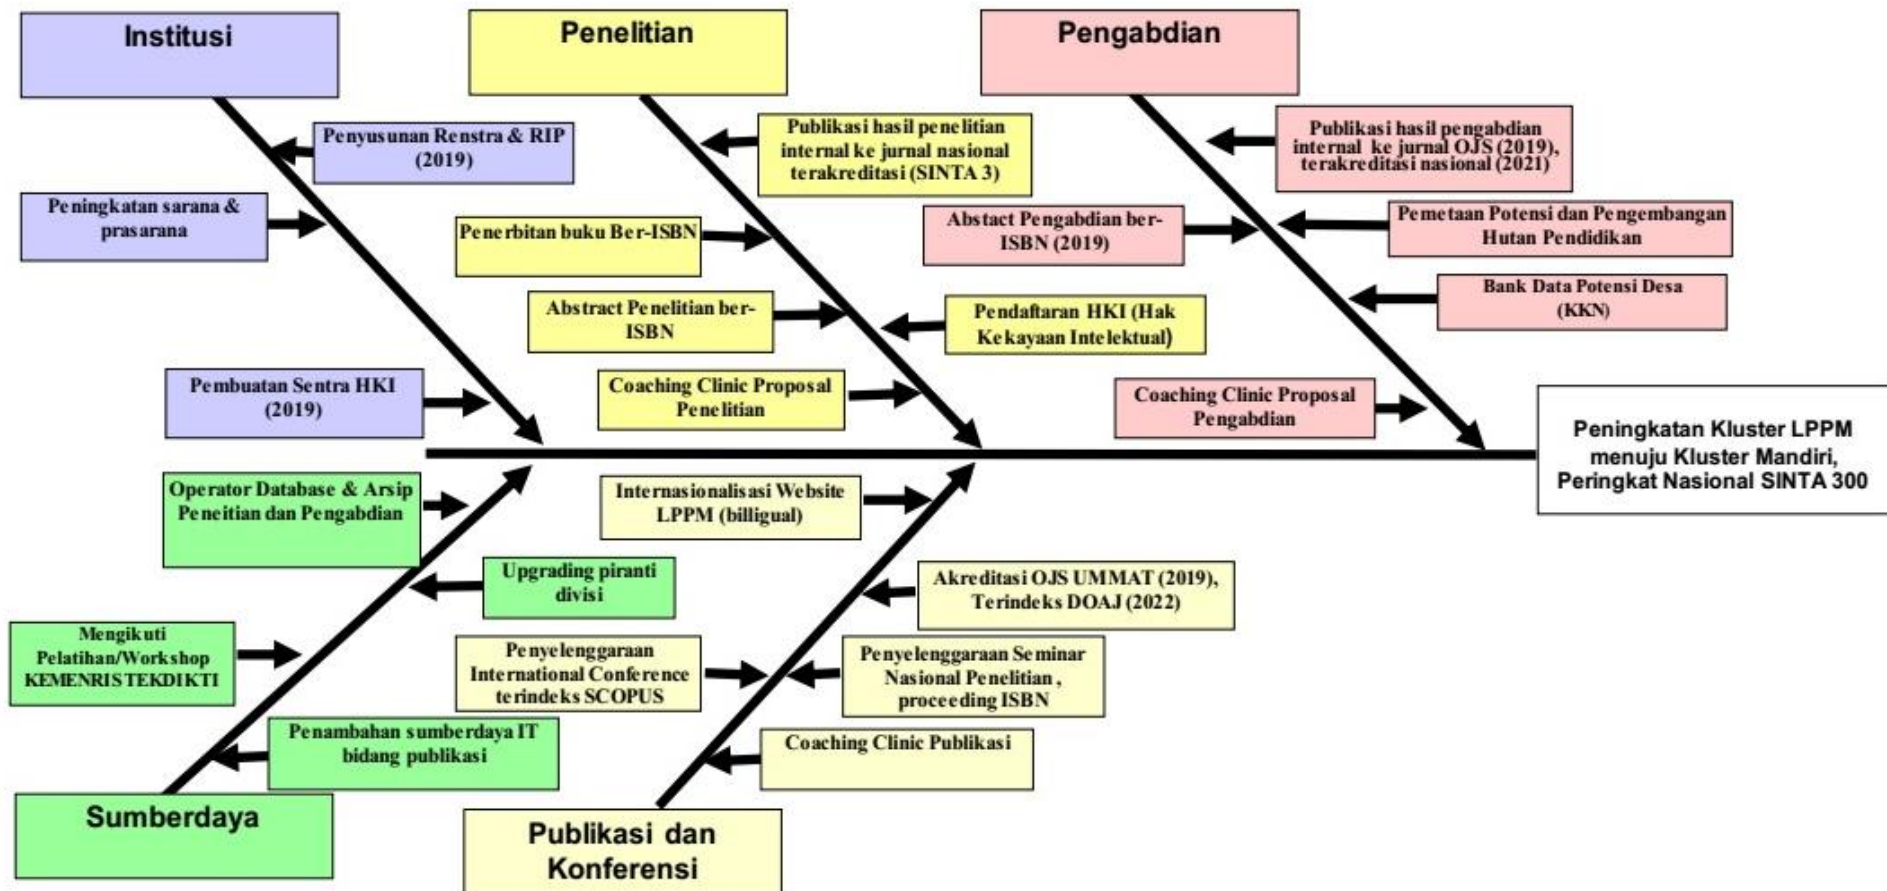 Institusi
Penyusunan Renstra & RIP
(2019)
Peningkatan sarana &
prasarana
Pembuatan Sentra HKI
(2019)
Penelitian
Publikasi hasil penelitian
internal ke jurnal nasional
terakreditasi (SINTA 3)
Penerbitan buku Ber-ISBN
Abstract Penelitian ber-
ISBN
Pendaftaran HKI (Hak
Kekayaan Intelektual)
Coaching Clinic Proposal
Penelitian
Pengabdian
Publikasi hasil pengabdian
internal ke jurnal OJS (2019),
terakreditasi nasional (2021)
Abstact Pengabdian ber-
ISBN (2019)
Pemetaan Potensi dan Pengembangan
Hutan Pendidikan
Bank Data Potensi Desa
(KKN)
Coaching Clinic Proposal
Pengabdian
Peningkatan Kluster LPPM
menuju Kluster Mandiri,
Peringkat Nasional SINTA 300
Operator Database & Arsip
Peneitian dan Pengabdian
Upgrading piranti
divisi
Mengikuti
Pelatihan/Workshop
KEMENRISTEKDIKTI
Penambahan sumberdaya IT
bidang publikasi
Sumberdaya
Internasionalisasi Website
LPPM (billigual)
Akreditasi OJS UMMAT (2019),
Terindeks DOAJ (2022)
Penyelenggaraan
International Conference
terindeks SCOPUS
Penyelenggaraan Seminar
Nasional Penelitian ,
proceeding ISBN
Coaching Clinic Publikasi
Publikasi dan
Konferensi